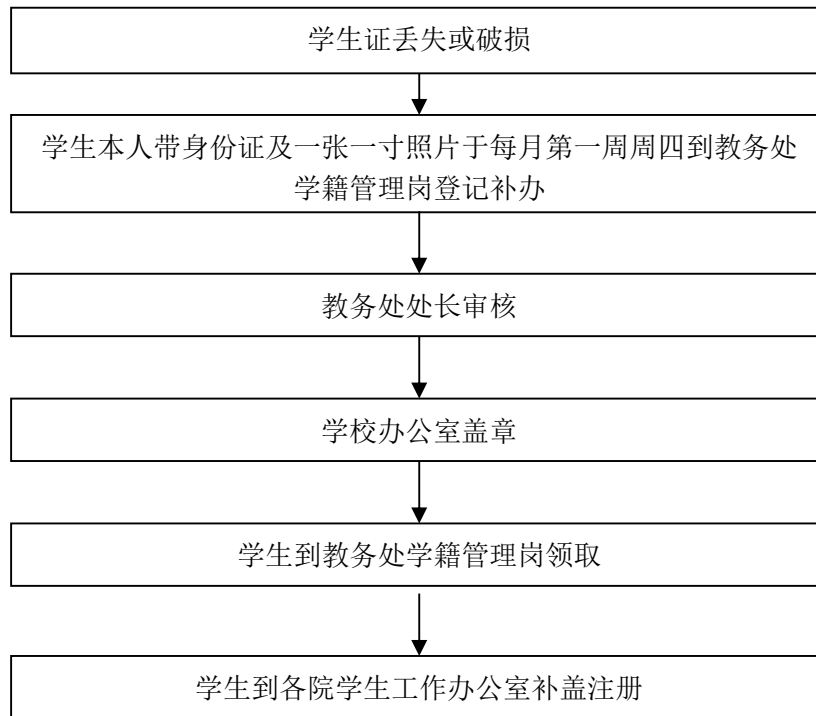 学生证丢失或破损
学生本人带身份证及一张一寸照片于每月第一周周四到教务处
学籍管理岗登记补办
教务处处长审核
学校办公室盖章
学生到教务处学籍管理岗领取
学生到各院学生工作办公室补盖注册